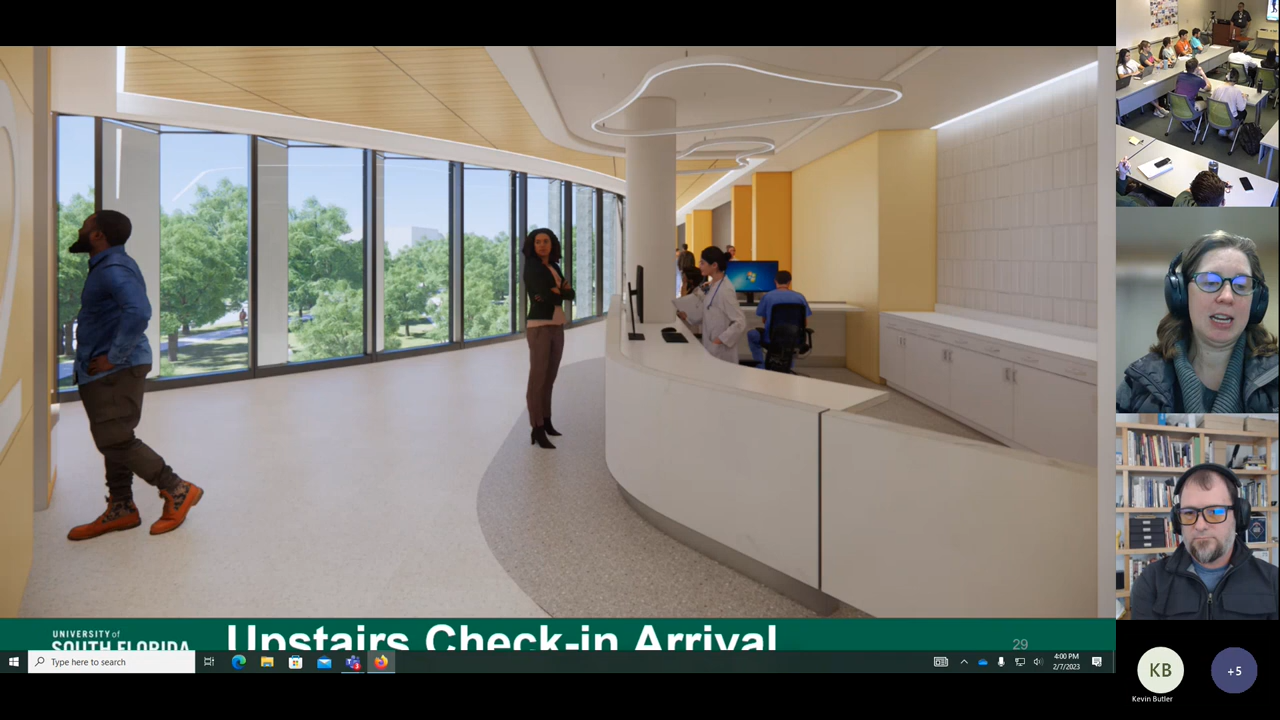 UNIVERSITY of
SOUTH FLORIDA
Upstairs Check-in Arrival
29
Type here to search
4:00 PM
2/7/2023
KB
+5
Kevin Butler